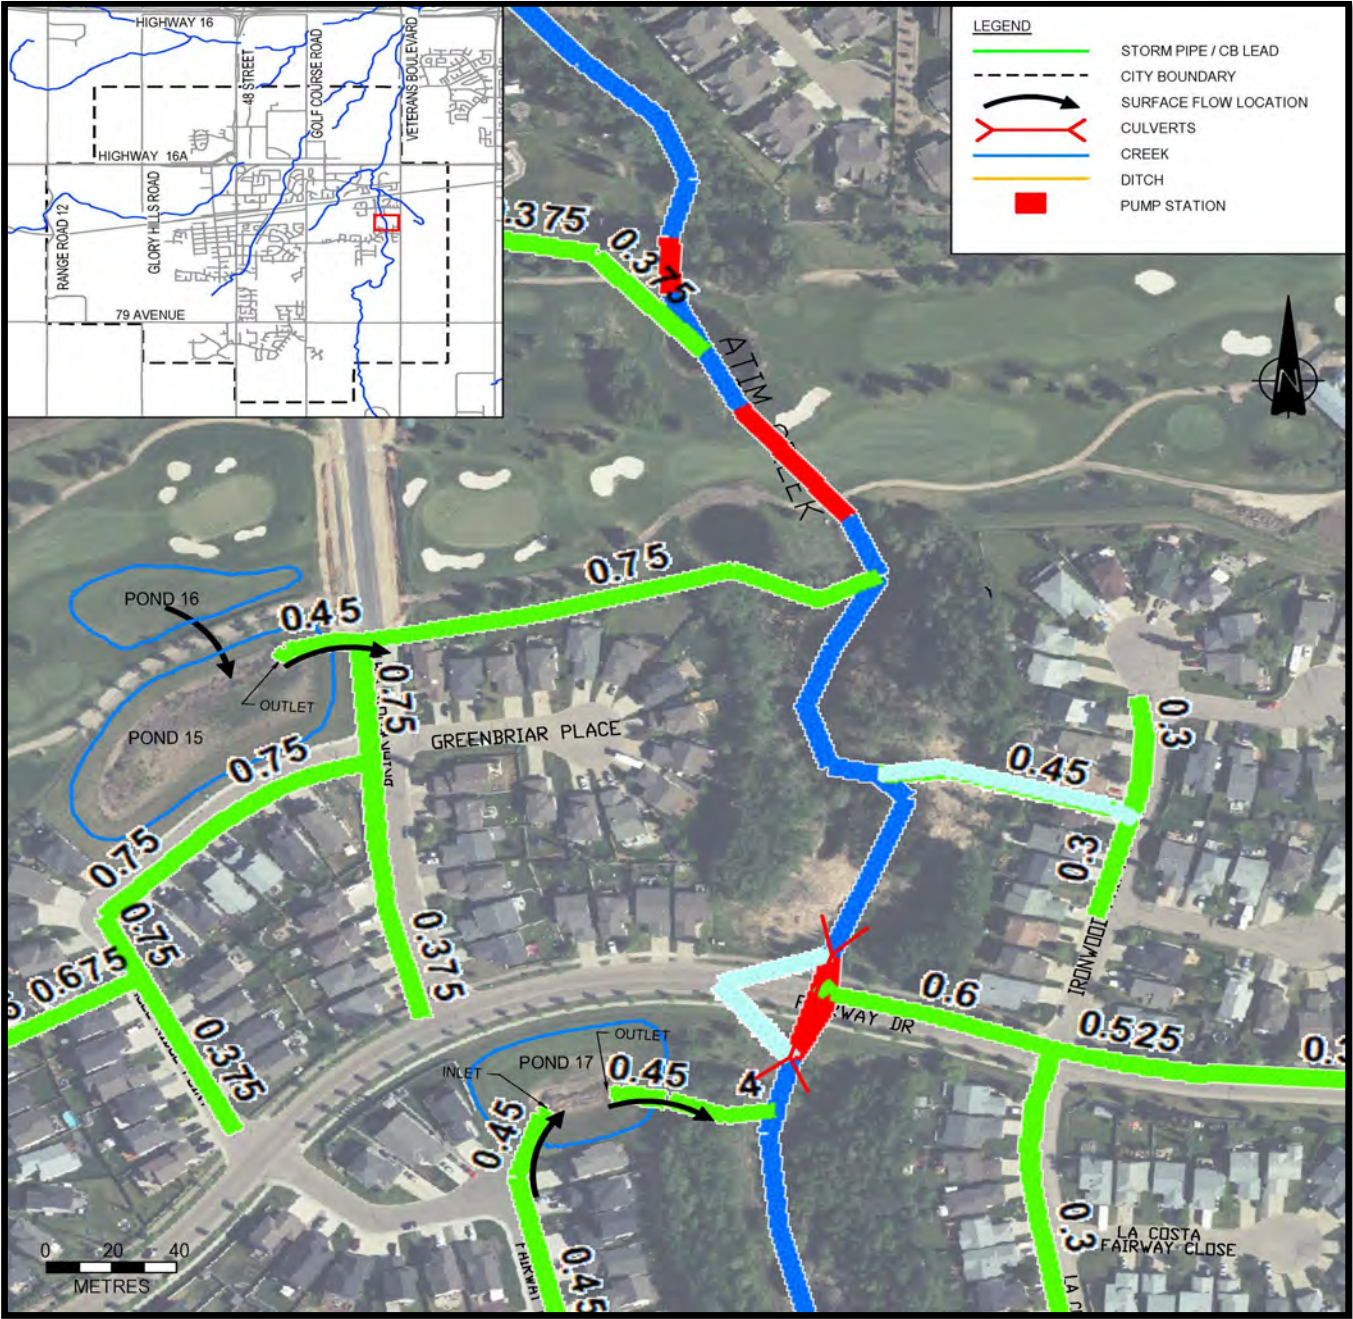 HIGHWAY 16
48 STREET
GOLF COURSE ROAD
VETERANS BOULEVARD
HIGHWAY 16A
RANGE ROAD 12
GLORY HILLS ROAD
79 AVENUE
LEGEND
STORM PIPE / CB LEAD
CITY BOUNDARY
SURFACE FLOW LOCATION
CULVERTS
CREEK
DITCH
PUMP STATION
.375
0.375
ATIM
N
0.75
POND 16
0.45
OUTLET
0.75
POND 15
0.75
GREENBRIAR PLACE
0.75
0.75
0.675
0.375
0.375
0.3
0.45
0.3
0.6
DR
0.525
OUTLET
POND 17
INLET
0.45
4
0.45
0.45
0.3
LA COSTA
FAIRWAY CLOSE
0 20 40
METRES